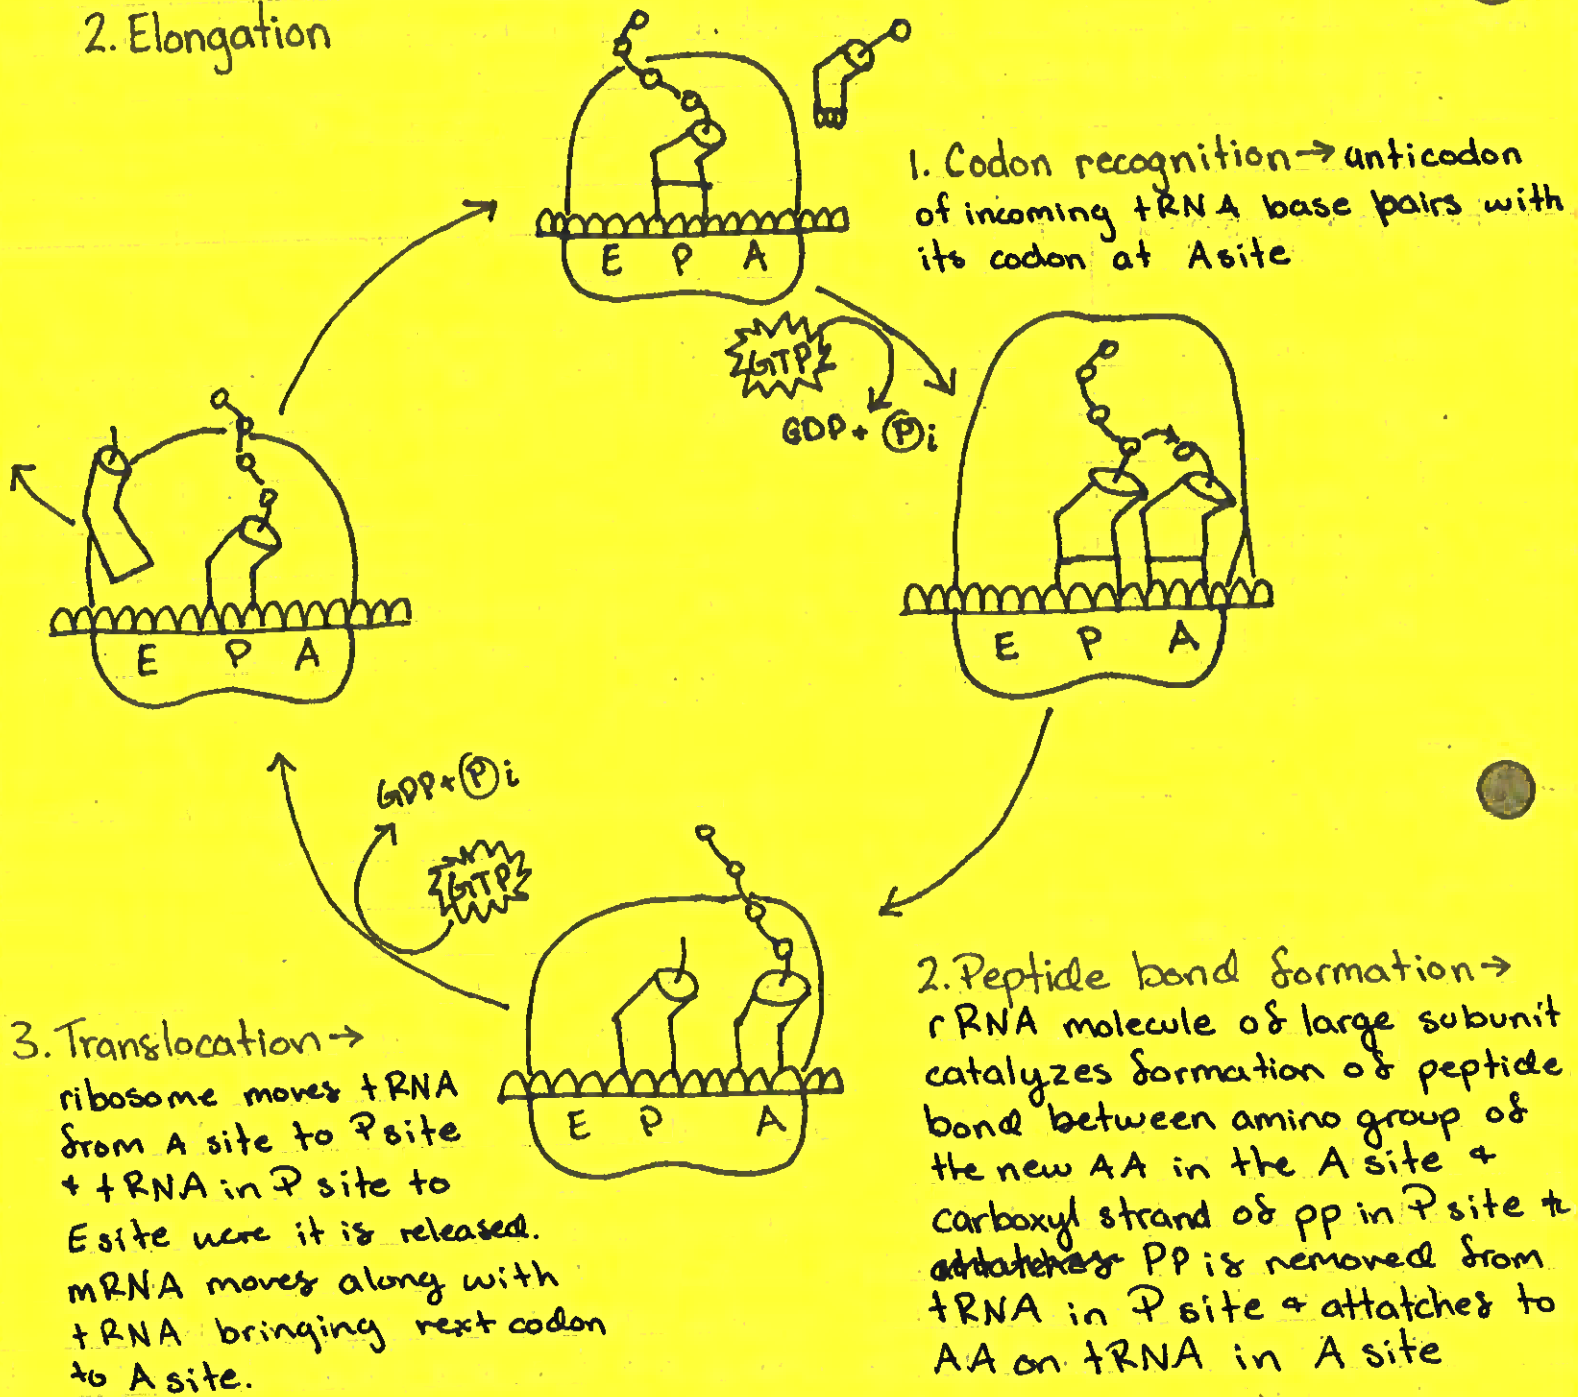 2. Elongation
1. Codon recognition → anticodon
of incoming tRNA base pairs with
its codon at A site
E P A
GTP
GDP + P i
E P A
E P A
GDP + P i
GTP
E P A
2. Peptide bond formation →
rRNA molecule of large subunit
catalyzes formation of peptide
bond between amino group of
the new AA in the A site +
carboxyl strand of pp in P site +
PP is removed from
tRNA in P site + attatches to
AA on tRNA in A site
3. Translocation →
ribosome moves tRNA
from A site to P site
+ tRNA in P site to
E site were it is released.
mRNA moves along with
tRNA bringing next codon
to A site.